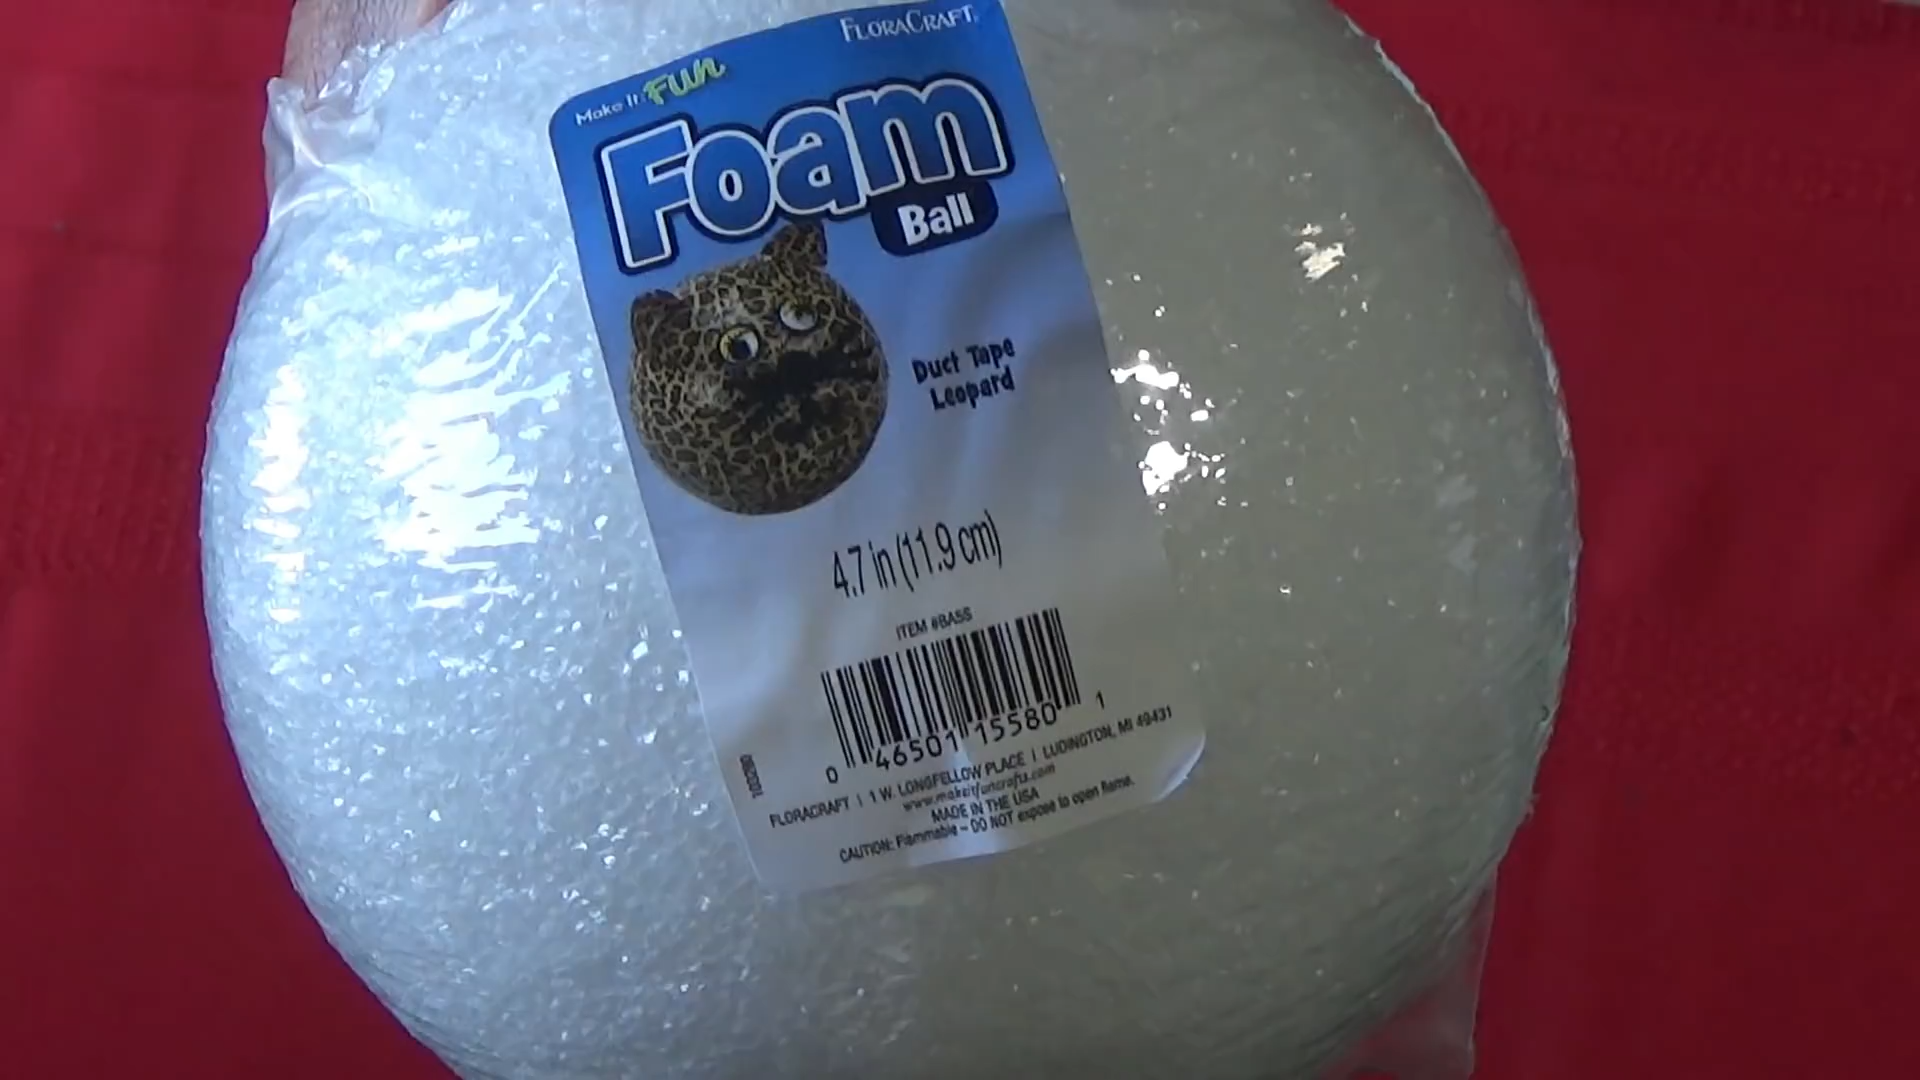 FLORACRAFT
Make It: Fun
Foam
Ball
Duct Tape
Leopard
4.7 in (11.9 cm)
ITEM #BA5S
0 46501 15580 1
FLORACRAFT | 1 W. LONGFELLOW PLACE | LUDINGTON, MI 49431
www.makeitfuncrafts.com
MADE IN THE USA
CAUTION: Flammable – DO NOT expose to open flame.